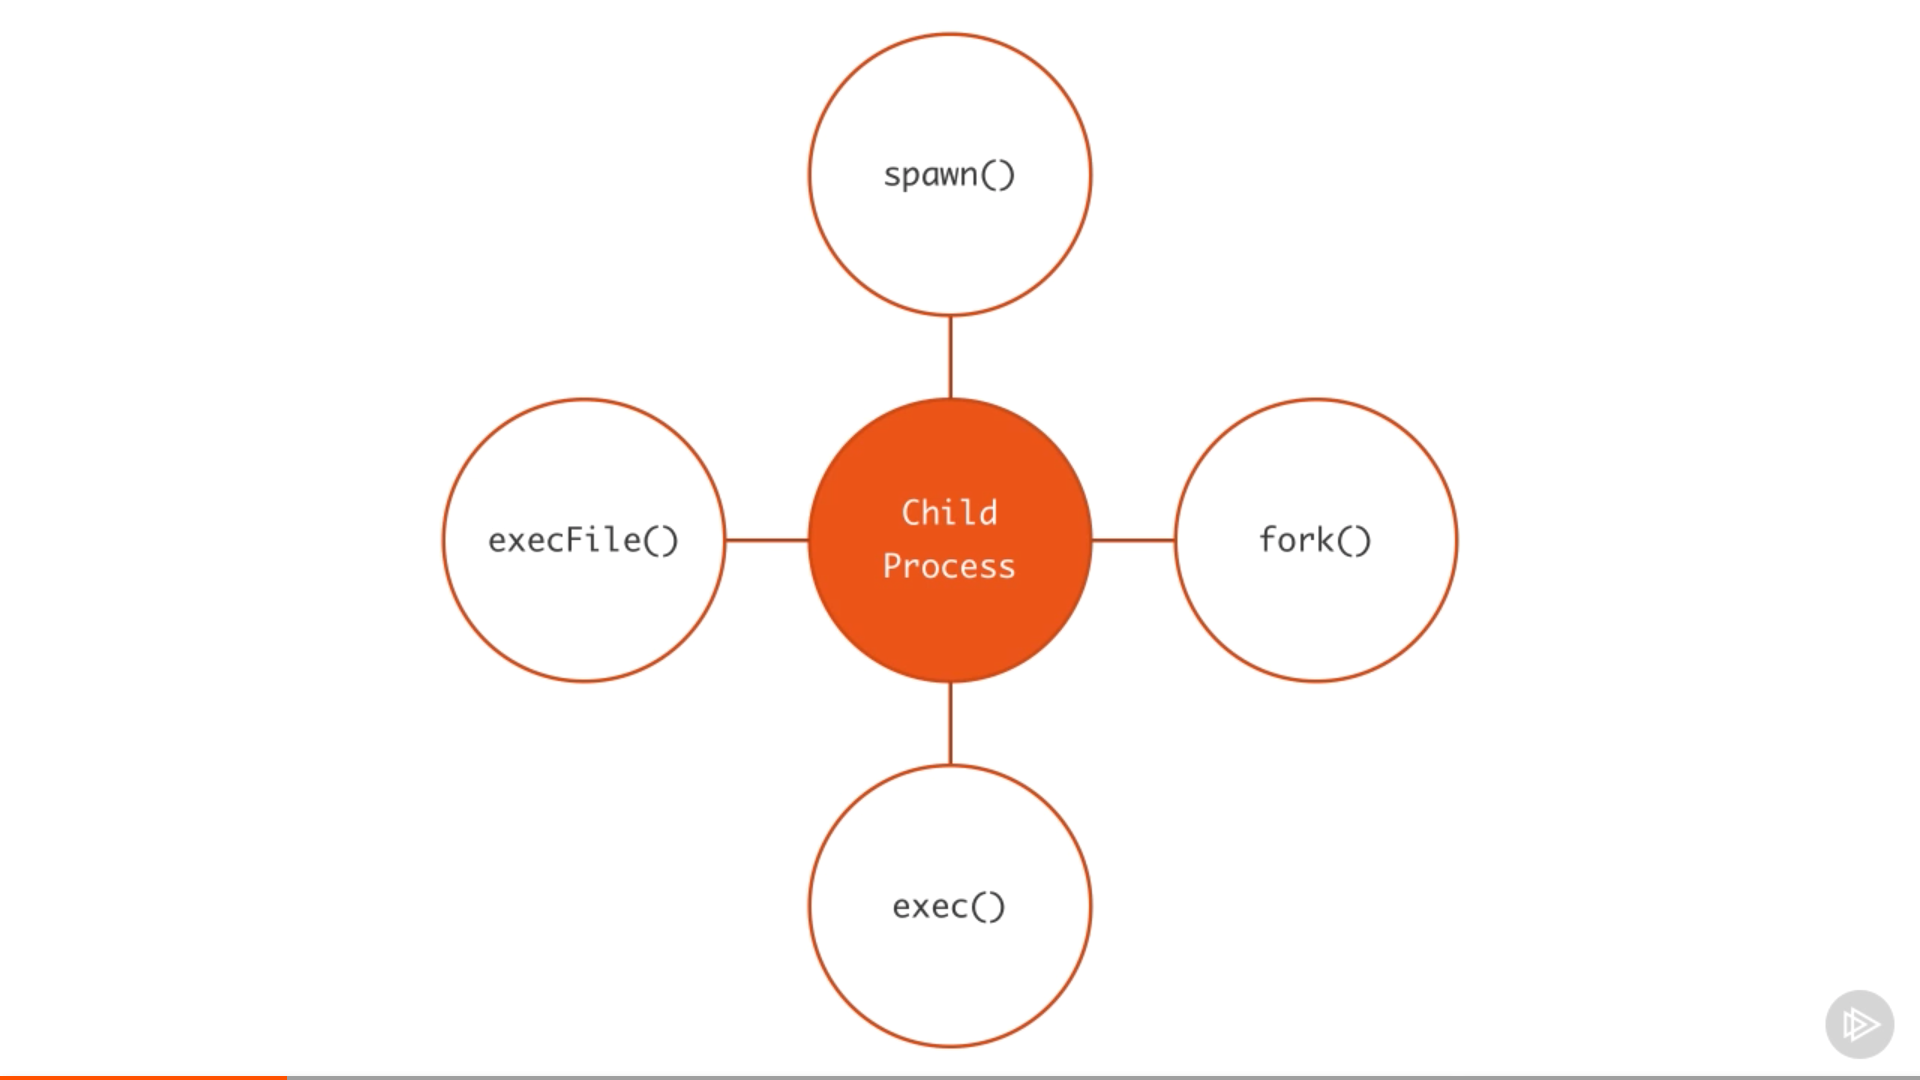 spawn()
execFile()
Child
Process
fork()
exec()